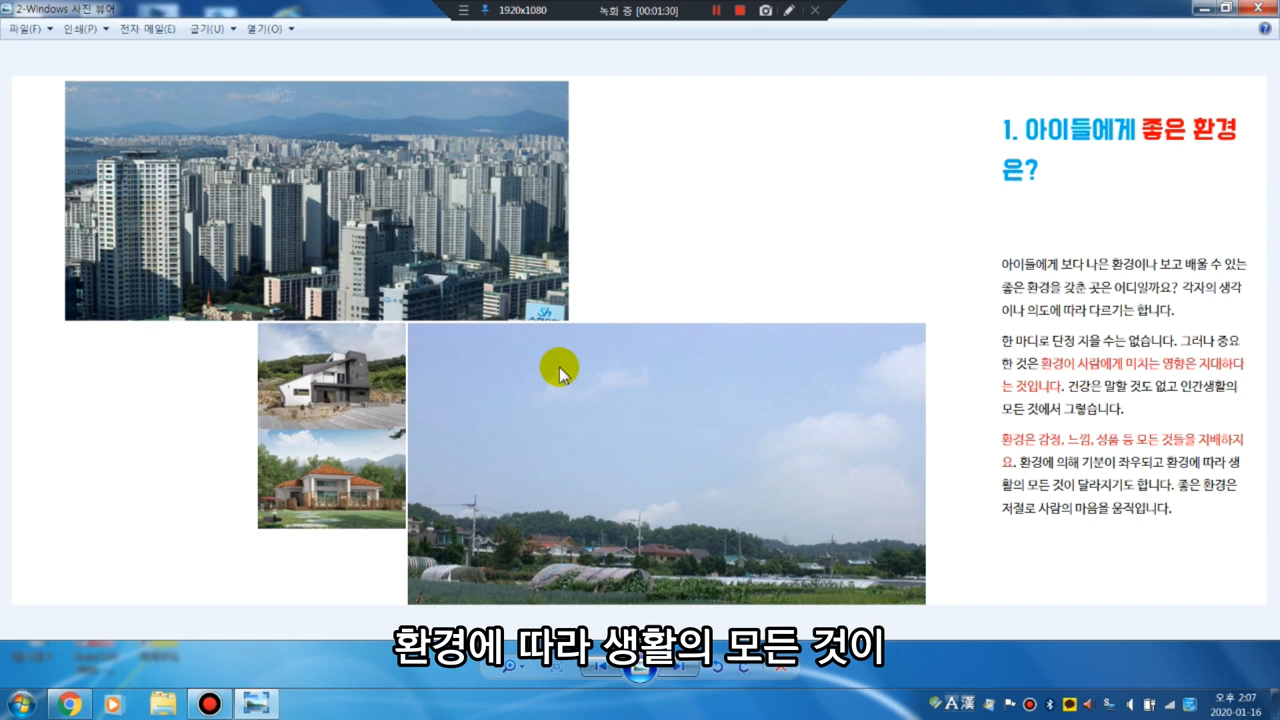 2-Windows 사진 뷰어
1920x1080
녹화 중 [00:01:30]
파일(F)
인쇄(P)
전자 메일(E)
굽기(U)
열기(O)
1. 아이들에게 좋은 환경
은?
아이들에게 보다 나은 환경이나 보고 배울 수 있는
좋은 환경을 갖춘 곳은 어디일까요? 각자의 생각
이나 의도에 따라 다르기는 합니다.
한 마디로 단정 지을 수는 없습니다. 그러나 중요
한 것은 환경이 사람에게 미치는 영향은 지대하다
는 것입니다. 건강은 말할 것도 없고 인간생활의
모든 것에서 그렇습니다.
환경은 감정, 느낌, 성품 등 모든 것들을 지배하지
요. 환경에 의해 기분이 좌우되고 환경에 따라 생
활의 모든 것이 달라지기도 합니다. 좋은 환경은
저절로 사람의 마음을 움직입니다.
환경에 따라 생활의 모든 것이
A 漢
오후 2:07
2020-01-16